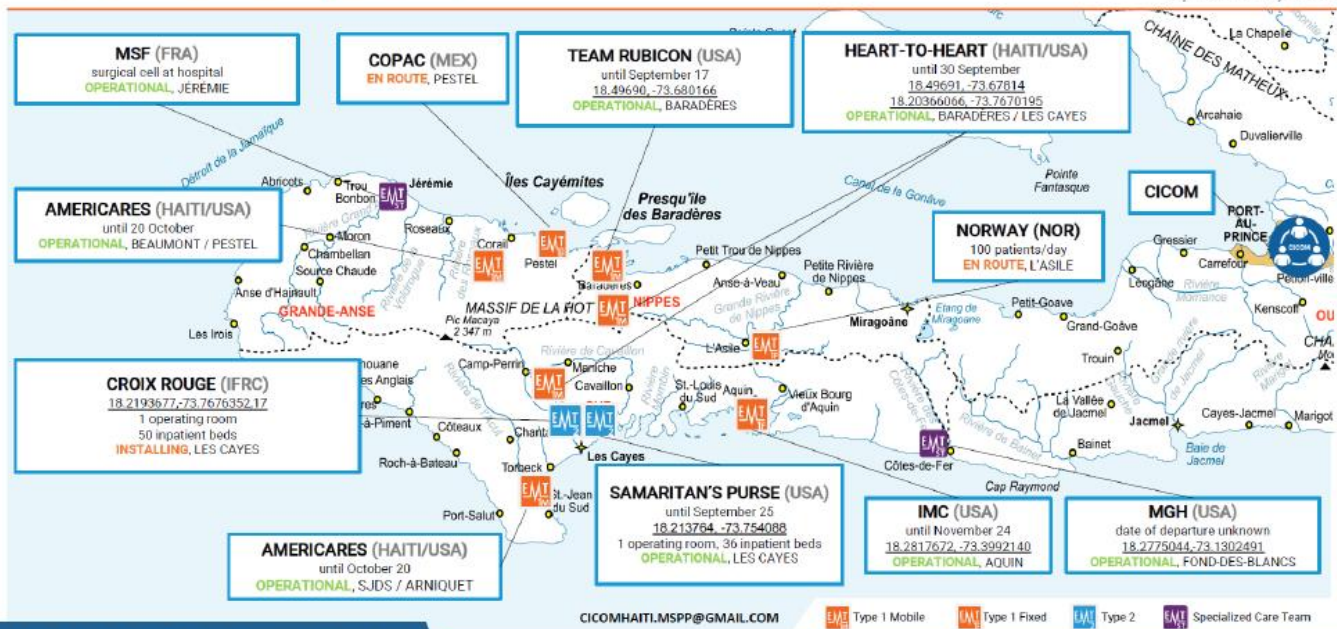 MSF (FRA)
surgical cell at hospital
OPERATIONAL, JÉRÉMIE
COPAC (MEX)
EN ROUTE, PESTEL
TEAM RUBICON (USA)
until September 17
18.49690, -73.680166
OPERATIONAL, BARADÈRES
HEART-TO-HEART (HAITI/USA)
until 30 September
18.49691, -73.67814
18.20366066, -73.7670195
OPERATIONAL, BARADÈRES / LES CAYES
La Chapelle
CHAÎNE DES MATHEUX
Arcahaie
Duvalierville
Détroit de la Jamaïque
Abricots
Trou
Bonbon
Jérémie
Îles Cayémites
Presqu'île
des Baradères
Canal de la Gonâve
Pointe
Fantasque
CICOM
PORT-
AU-
PRINCE
CICOM
AMERICARES (HAITI/USA)
until 20 October
OPERATIONAL, BEAUMONT / PESTEL
NORWAY (NOR)
100 patients/day
EN ROUTE, L'ASILE
Moron
Chambellan
Source Chaude
Roseaux
Corail
Pestel
Baradères
Petit Trou de Nippes
Anse-à-Veau
Petite Rivière
de Nippes
Gressier
Carrefour
Léogâne
Kenscoff
Anse d'Hainault
GRANDE-ANSE
Les Irois
Pic Macaya
2 347 m
MASSIF DE LA HOT
NIPPES
Grande Rivière
de Nippes
Miragoâne
Etang de
Miragoane
Petit-Goave
Grand-Goâve
Rivière
Momance
OU
L'Asile
Trouin
CROIX ROUGE (IFRC)
18.2193677,-73.7676352,17
1 operating room
50 inpatient beds
INSTALLING, LES CAYES
Camp-Perrin
Rivière de Cavaillon
Maniche
Cavaillon
St.-Louis
du Sud
Aquin
Vieux Bourg
d'Aquin
La Vallée
de Jacmel
Jacmel
Cayes-Jacmel
Marigot
Baie de
Jacmel
Côteaux
Roch-à-Bateau
Torbeck
Les Cayes
Port-Salut
St.-Jean
du Sud
Côtes-de-Fer
Bainet
Rivière de Bainet
Cap Raymond
SAMARITAN'S PURSE (USA)
until September 25
18.213764, -73.754088
1 operating room, 36 inpatient beds
OPERATIONAL, LES CAYES
IMC (USA)
until November 24
18.2817672, -73.3992140
OPERATIONAL, AQUIN
MGH (USA)
date of departure unknown
18.2775044,-73.1302491
OPERATIONAL, FOND-DES-BLANCS
AMERICARES (HAITI/USA)
until October 20
OPERATIONAL, SJDS / ARNIQUET
CICOMHAITI.MSPP@GMAIL.COM
EMT Type 1 Mobile
EMT Type 1 Fixed
EMT Type 2
EMT Specialized Care Team